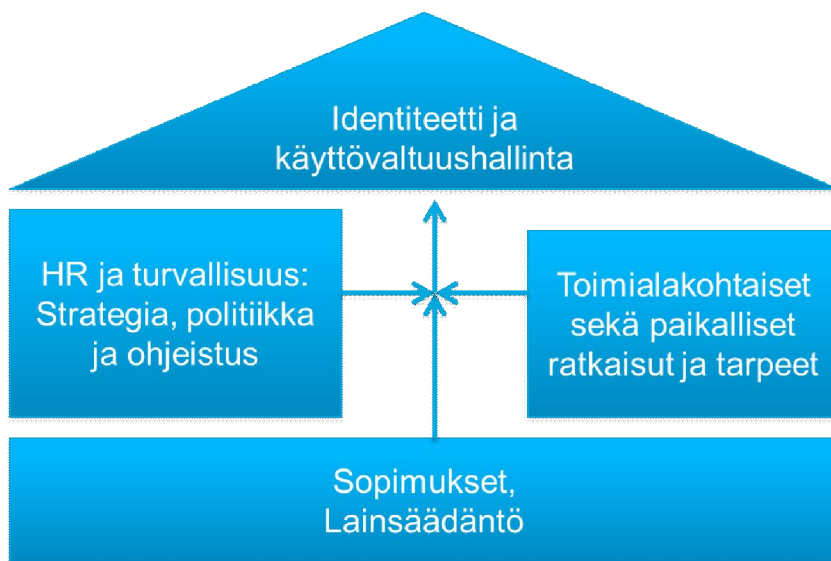 Identiteetti ja
käyttövaltuushallinta
HR ja turvallisuus:
Strategia, politiikka
ja ohjeistus
Toimialakohtaiset
sekä paikalliset
ratkaisut ja tarpeet
Sopimukset,
Lainsäädäntö